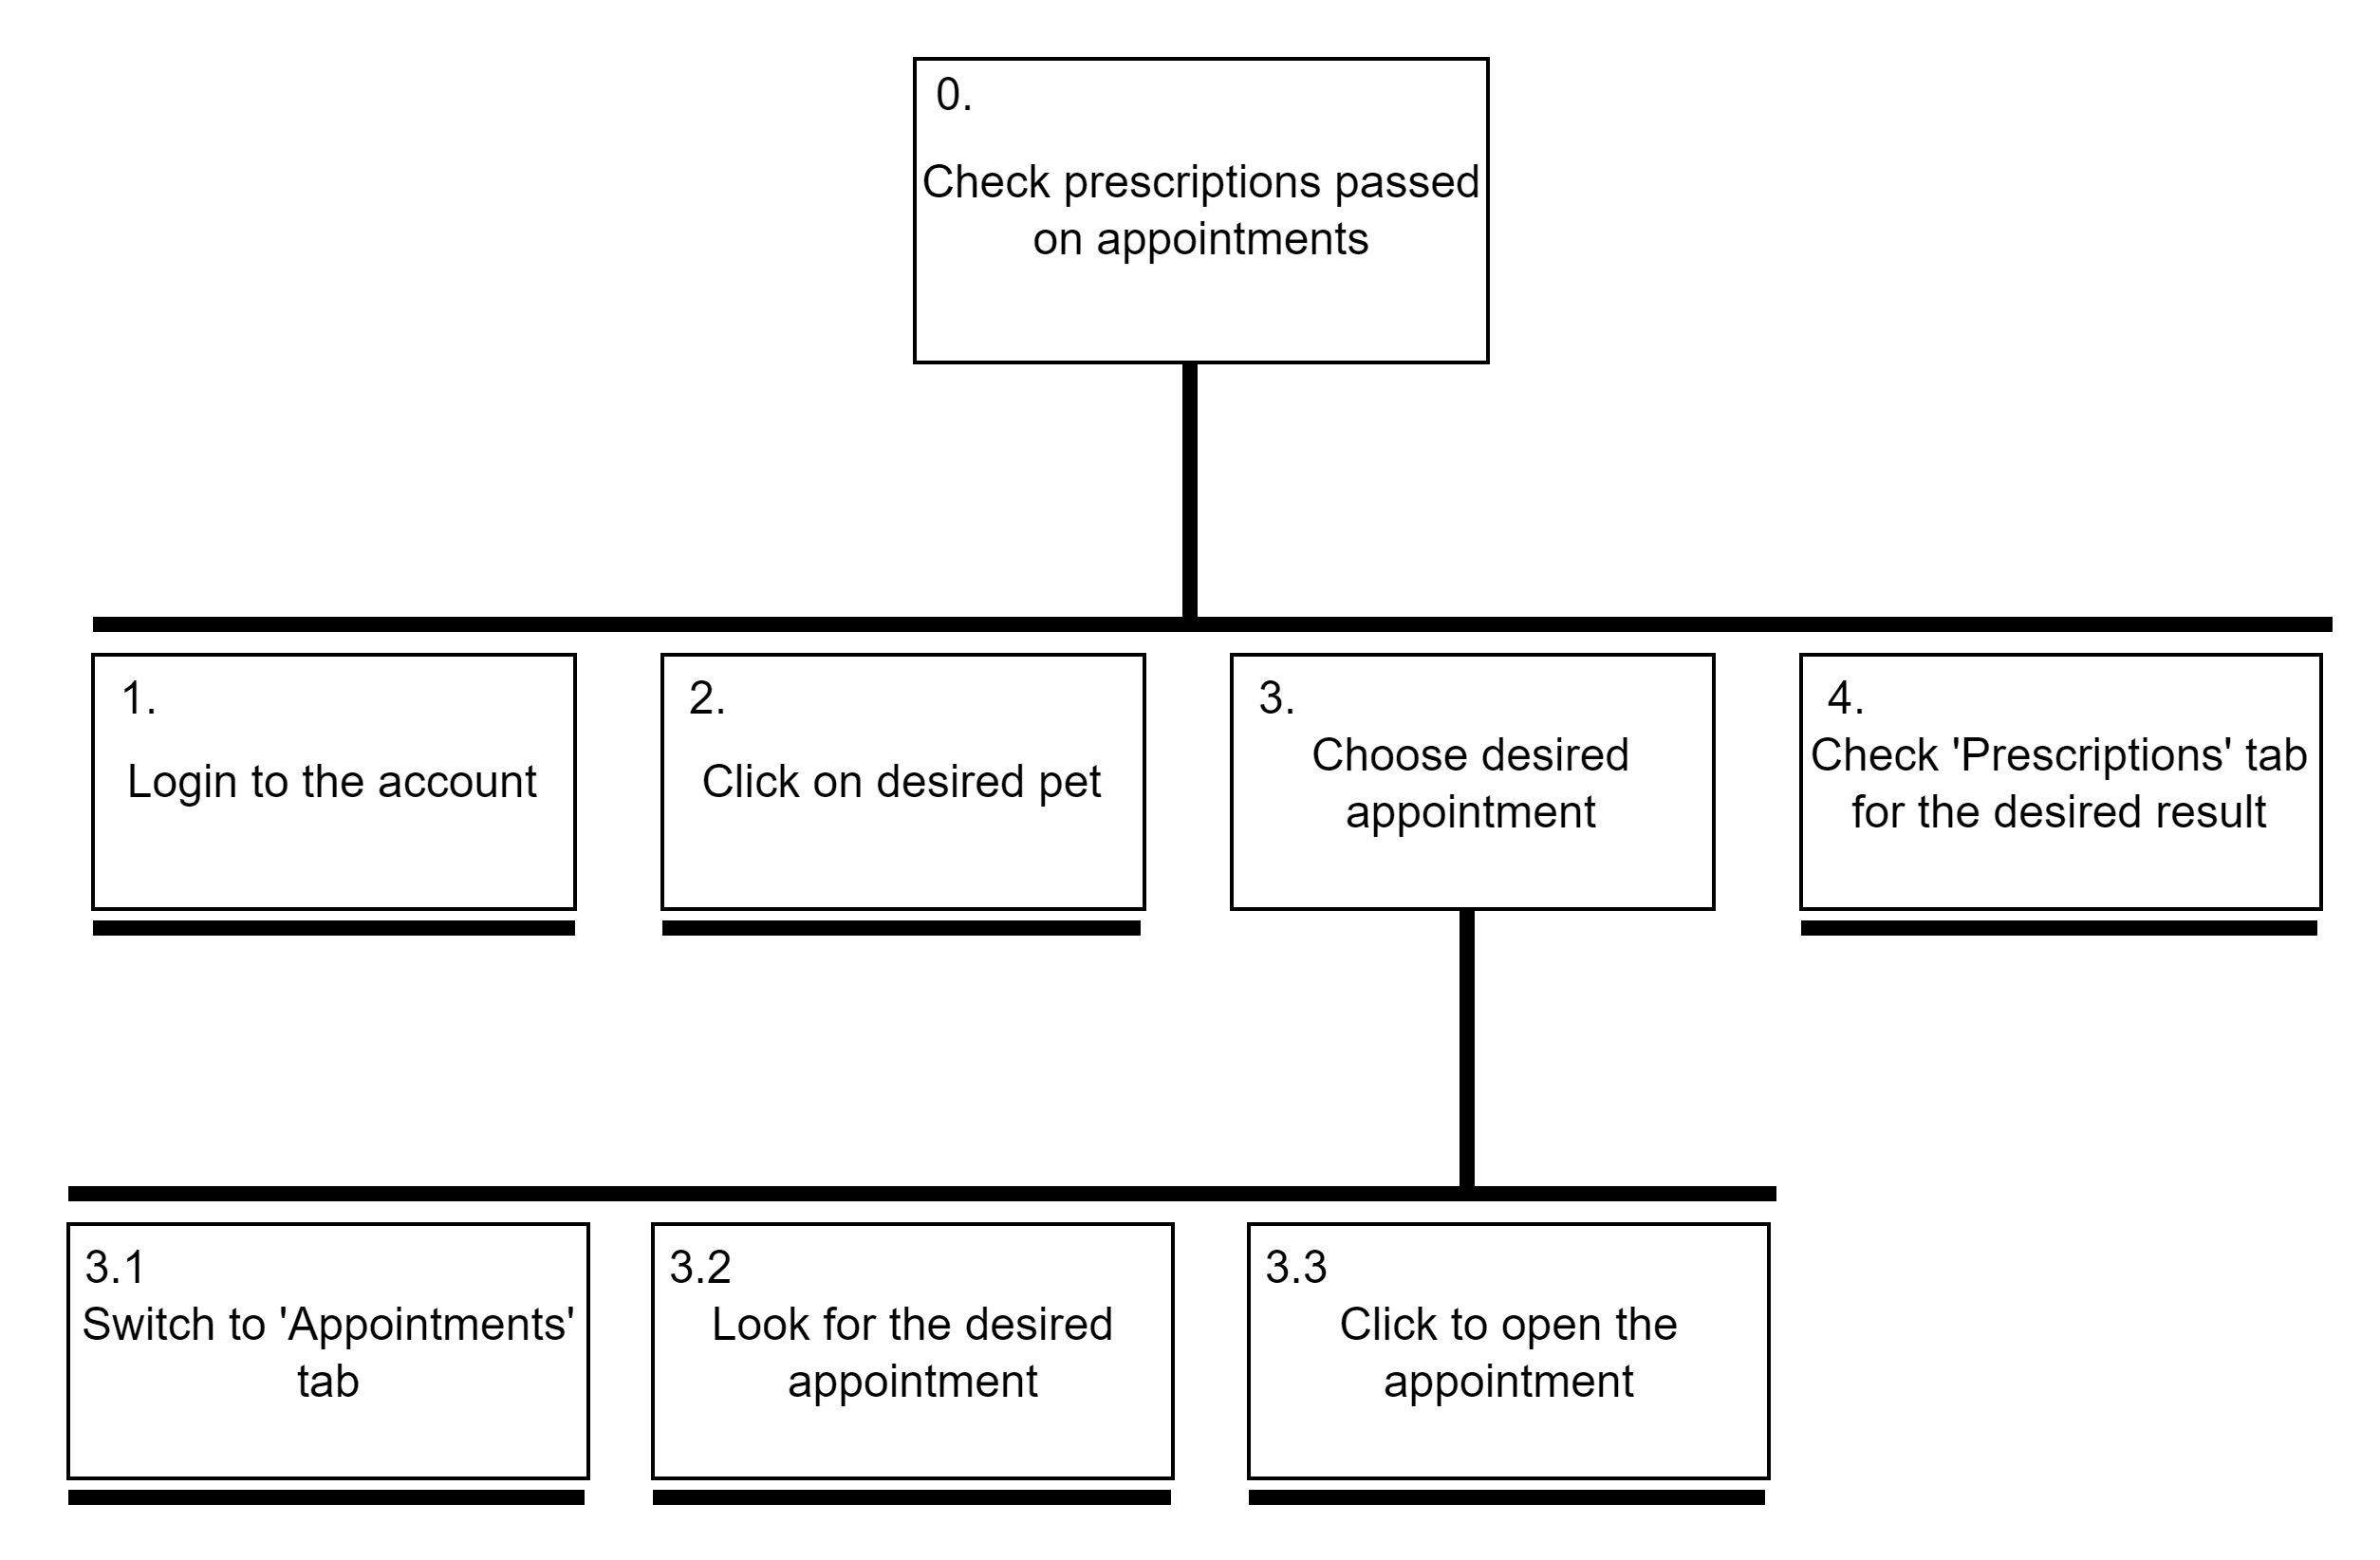 0.
Check prescriptions passed
on appointments
1.
Login to the account
2.
Click on desired pet
3.
Choose desired
appointment
4.
Check 'Prescriptions' tab
for the desired result
3.1
Switch to 'Appointments'
tab
3.2
Look for the desired
appointment
3.3
Click to open the
appointment